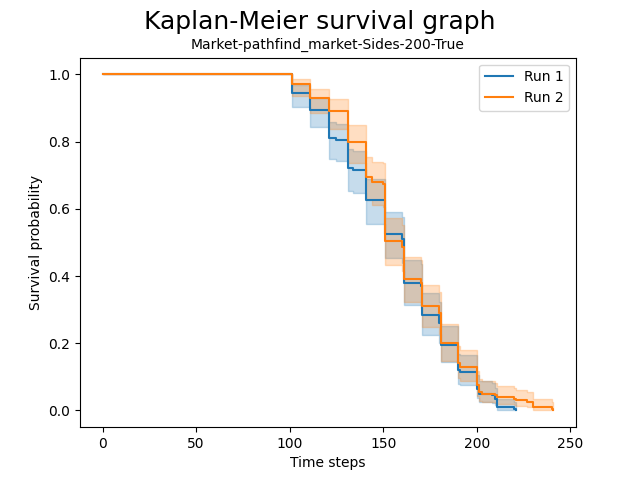 Kaplan-Meier survival graph
Market-pathfind_market-Sides-200-True
Run 1
Run 2
1.0
0.8
0.6
0.4
0.2
0.0
Survival probability
0 50 100 150 200 250
Time steps